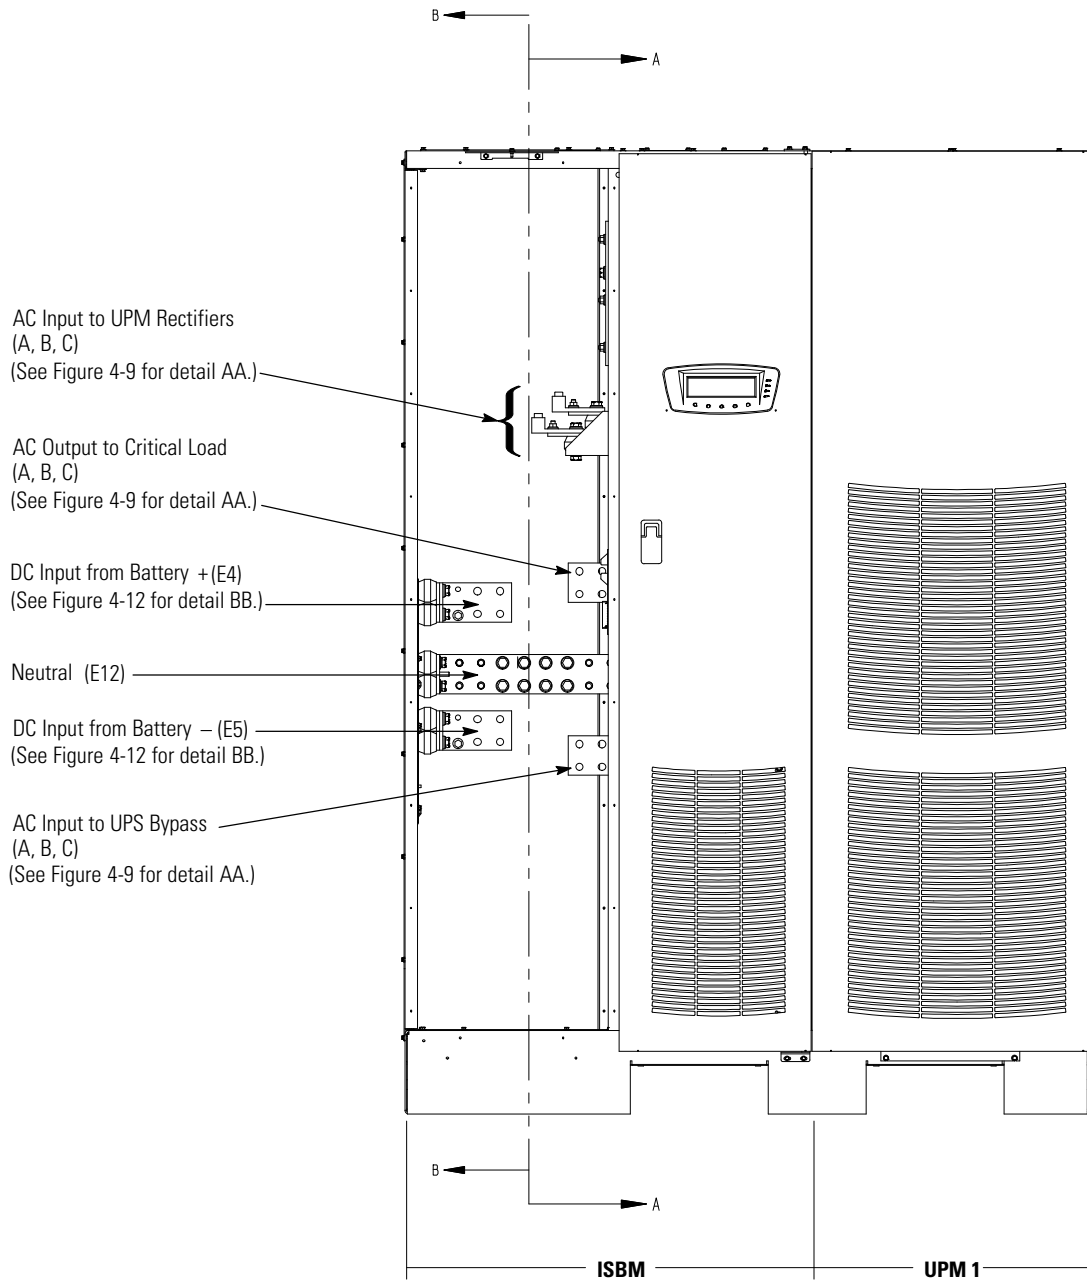 B
A
AC Input to UPM Rectifiers
(A, B, C)
(See Figure 4-9 for detail AA.)
AC Output to Critical Load
(A, B, C)
(See Figure 4-9 for detail AA.)
DC Input from Battery +(E4)
(See Figure 4-12 for detail BB.)
Neutral (E12)
DC Input from Battery – (E5)
(See Figure 4-12 for detail BB.)
AC Input to UPS Bypass
(A, B, C)
(See Figure 4-9 for detail AA.)
B
A
ISBM
UPM 1